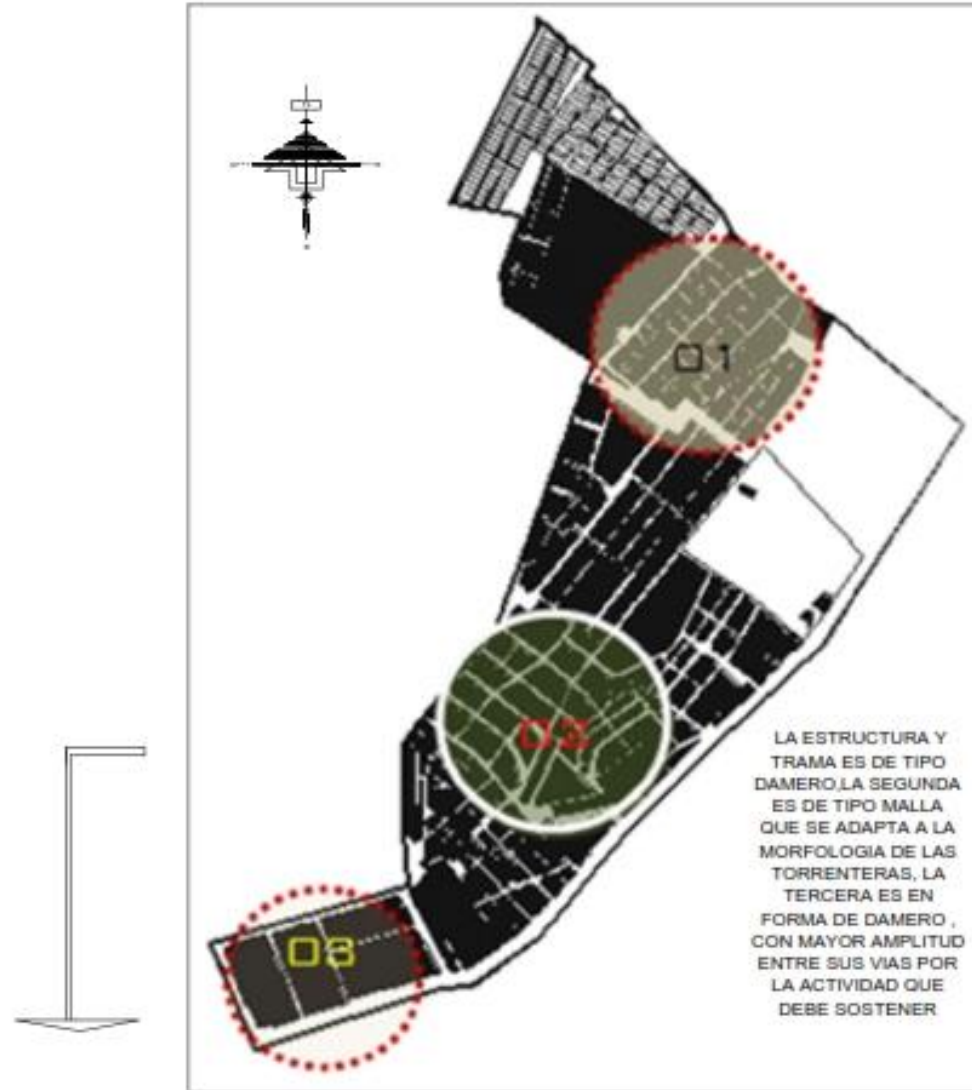 01
02
03
LA ESTRUCTURA Y
TRAMA ES DE TIPO
DAMERO,LA SEGUNDA
ES DE TIPO MALLA
QUE SE ADAPTA A LA
MORFOLOGIA DE LAS
TORRENTERAS, LA
TERCERA ES EN
FORMA DE DAMERO ,
CON MAYOR AMPLITUD
ENTRE SUS VIAS POR
LA ACTIVIDAD QUE
DEBE SOSTENER